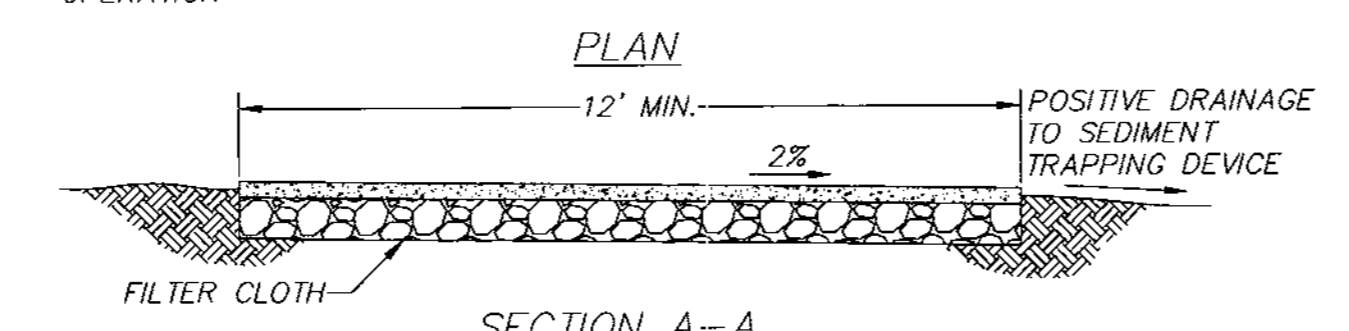 PLAN
12' MIN.
POSITIVE DRAINAGE
TO SEDIMENT
TRAPPING DEVICE
2%
FILTER CLOTH
SECTION A-A